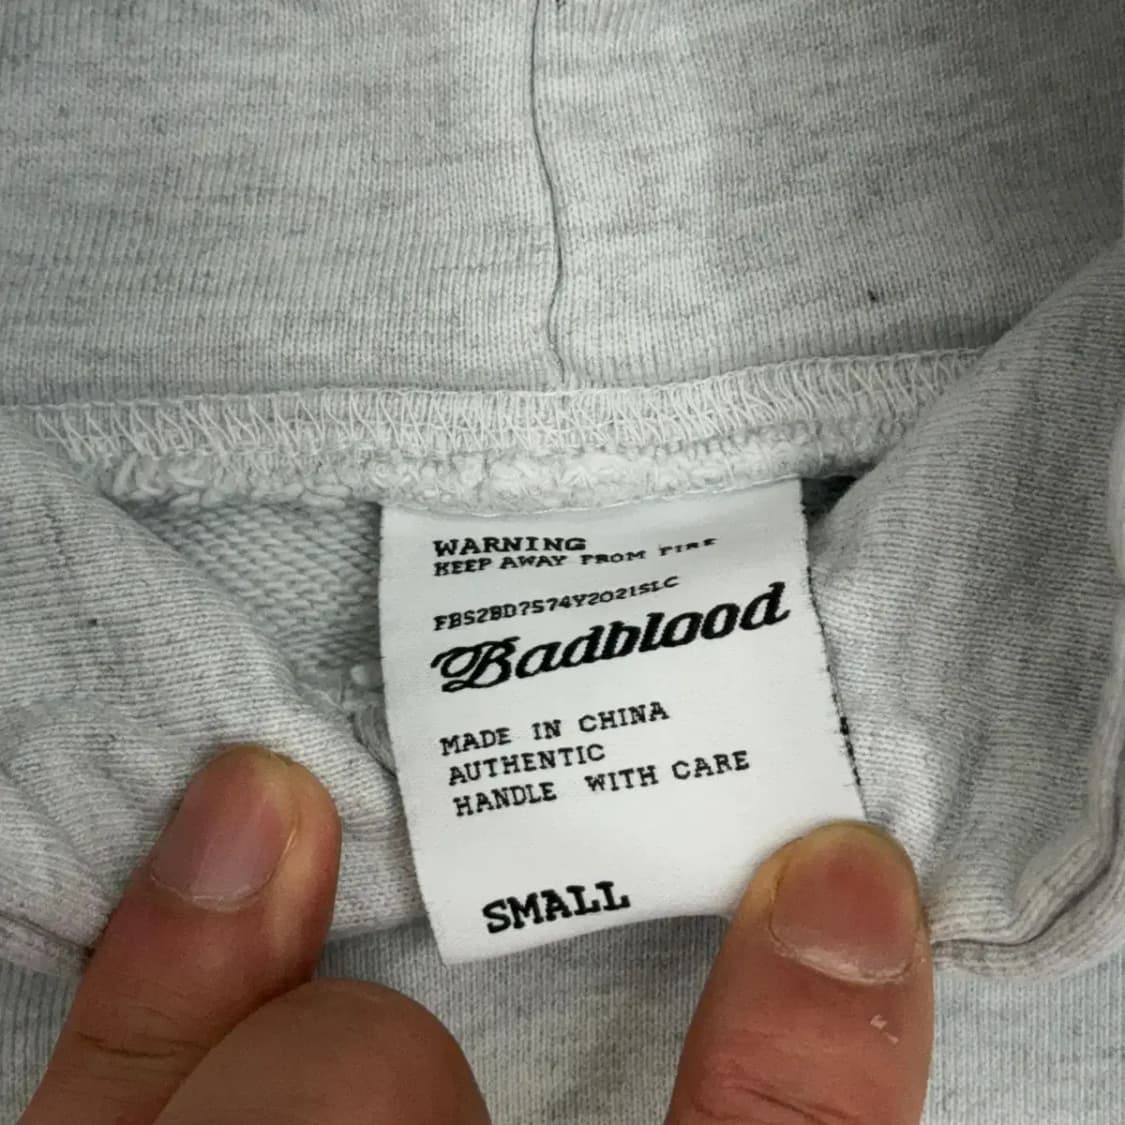 WARNING
KEEP AWAY FROM FIRE
FBS2BD7574Y2021SLC
Badblood
MADE IN CHINA
AUTHENTIC
HANDLE WITH CARE
SMALL